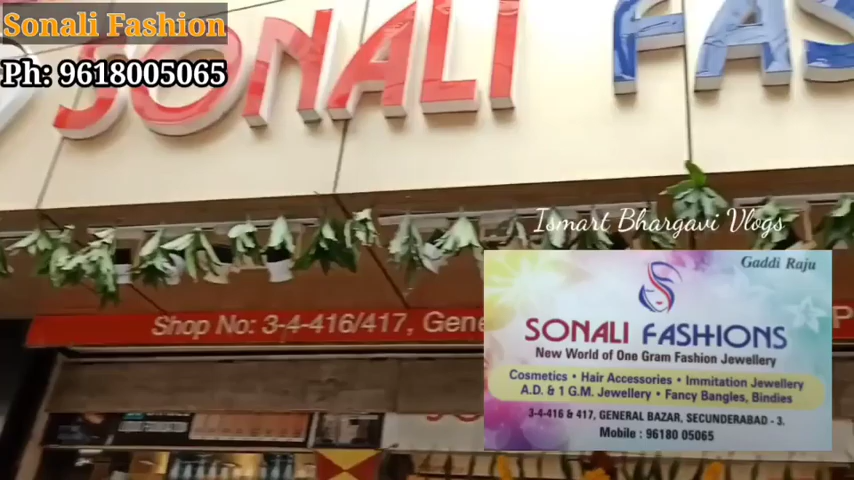 Sonali Fashion
Ph: 9618005065
SONALI FAS
Ismart Bhargavi Vlogs
Shop No: 3-4-416/417, Gene
Gaddi Raju
SONALI FASHIONS
New World of One Gram Fashion Jewellery
Cosmetics • Hair Accessories • Immitation Jewellery
A.D. & 1 G.M. Jewellery • Fancy Bangles, Bindies
3-4-416 & 417, GENERAL BAZAR, SECUNDERABAD - 3.
Mobile : 96180 05065